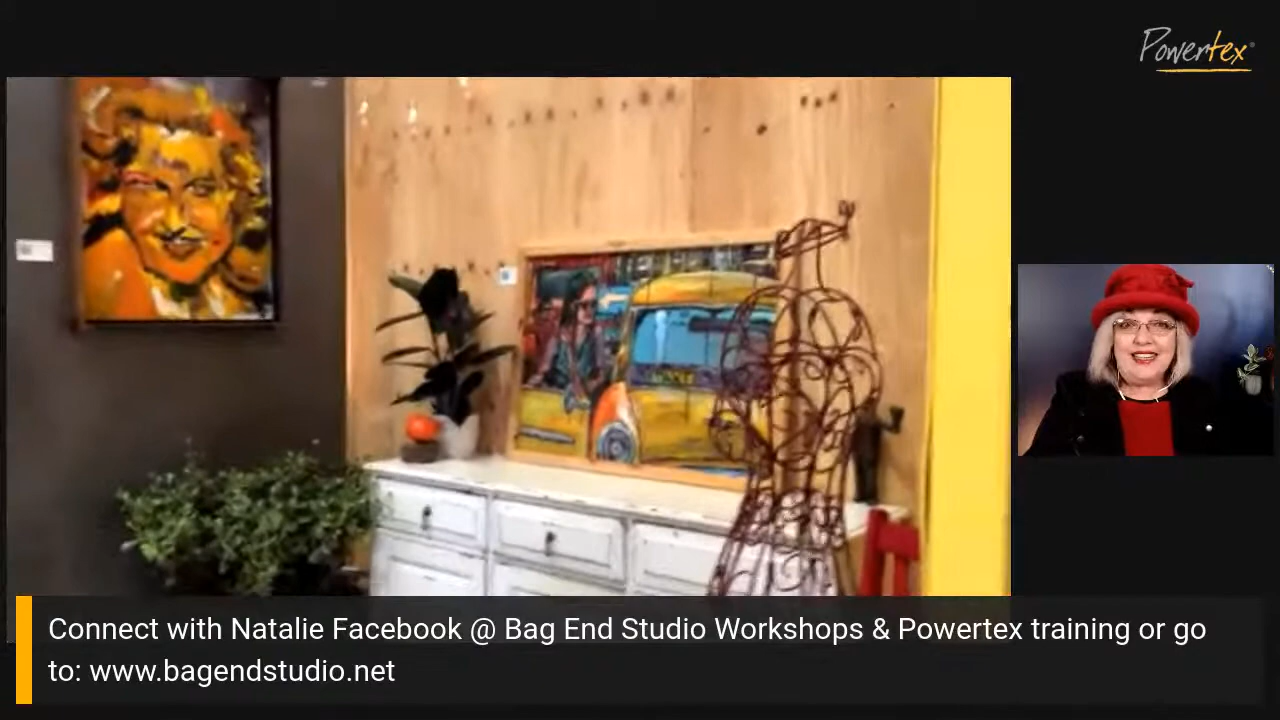 Powertex
Connect with Natalie Facebook @ Bag End Studio Workshops & Powertex training or go
to: www.bagendstudio.net